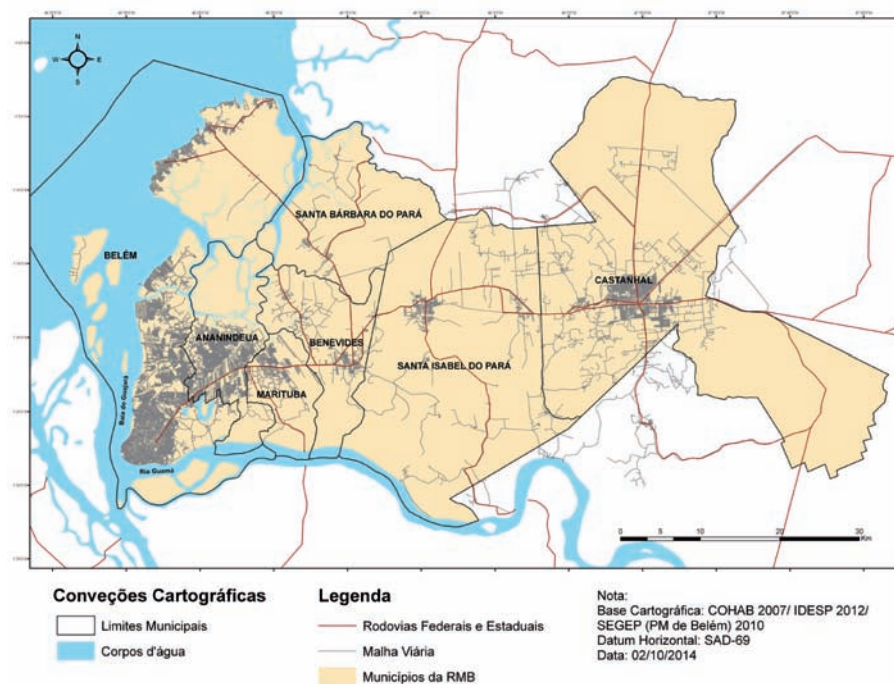 N
W E
S
SANTA BÁRBARA DO PARÁ
BELÉM
CASTANHAL
ANANINDEUA
BENEVIDES
SANTA ISABEL DO PARÁ
MARITUBA
Baia do Guajará
Rio Guamá
0 5 10 20 30
Km
Conveções Cartográficas
Limites Municipais
Corpos d'água
Legenda
Rodovias Federais e Estaduais
Malha Viária
Municípios da RMB
Nota:
Base Cartográfica: COHAB 2007/ IDESP 2012/
SEGEP (PM de Belém) 2010
Datum Horizontal: SAD-69
Data: 02/10/2014